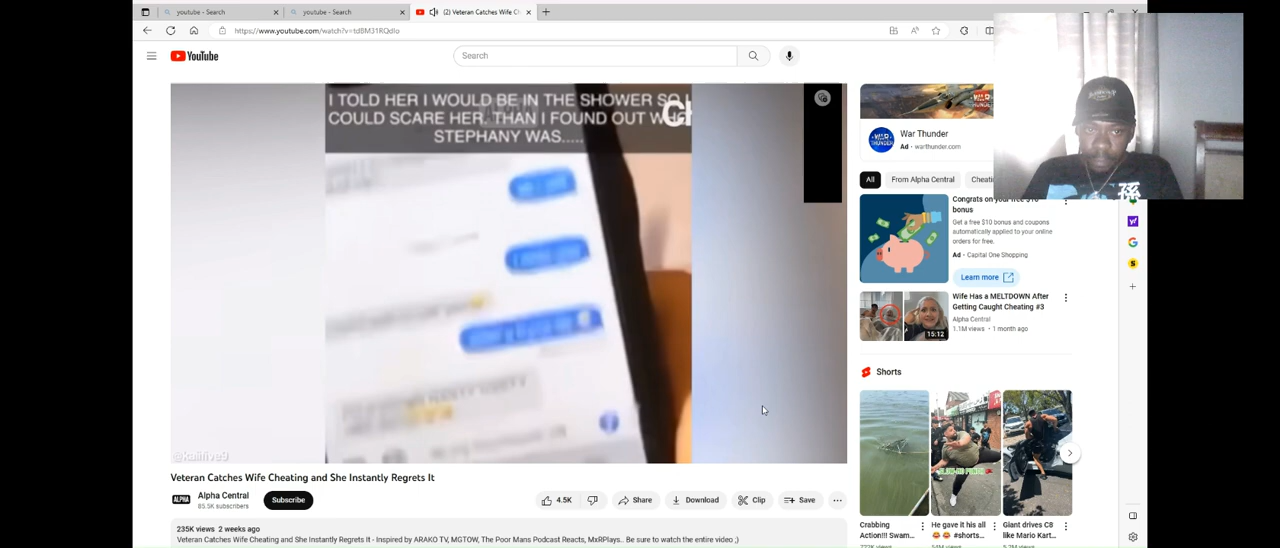 youtube - Search
youtube - Search
(2) Veteran Catches Wife Ch
https://www.youtube.com/watch?v=td8M31RQdlo
YouTube
Search
I TOLD HER I WOULD BE IN THE SHOWER SO I
COULD SCARE HER. THAN I FOUND OUT WHO
STEPHANY WAS.....
@kalifive9
War Thunder
Ad · warthunder.com
All
From Alpha Central
Congrats on your free $10
bonus
Get a free $10 bonus and coupons
automatically applied to your online
orders for free.
Ad · Capital One Shopping
Learn more
Wife Has a MELTDOWN After
Getting Caught Cheating #3
Alpha Central
1.1M views · 1 month ago
15:12
Shorts
Crabbing
Action!!! Swam...
He gave it his all
😂 😂 #shorts...
Giant drives C8
like Mario Kart...
孫
Veteran Catches Wife Cheating and She Instantly Regrets It
ALPHA
Alpha Central
85.5K subscribers
Subscribe
4.5K
Share
Download
Clip
Save
235K views 2 weeks ago
Veteran Catches Wife Cheating and She Instantly Regrets It - Inspired by ARAKO TV, MGTOW, The Poor Mans Podcast Reacts, MxRPlays.. Be sure to watch the entire video ;)